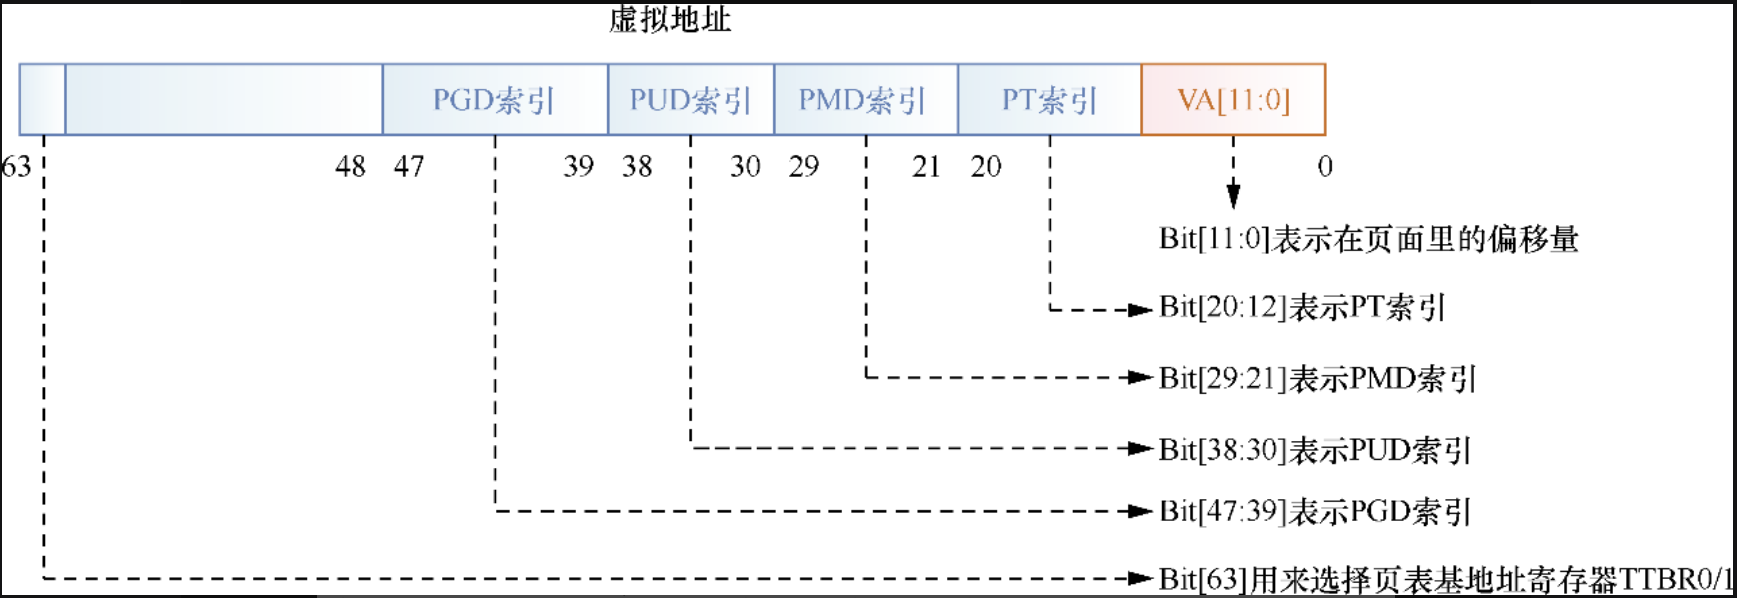 虚拟地址
PGD索引 PUD索引 PMD索引 PT索引 VA[11:0]
63 48 47 39 38 30 29 21 20 0
Bit[11:0]表示在页面里的偏移量
Bit[20:12]表示PT索引
Bit[29:21]表示PMD索引
Bit[38:30]表示PUD索引
Bit[47:39]表示PGD索引
Bit[63]用来选择页表基地址寄存器TTBR0/1